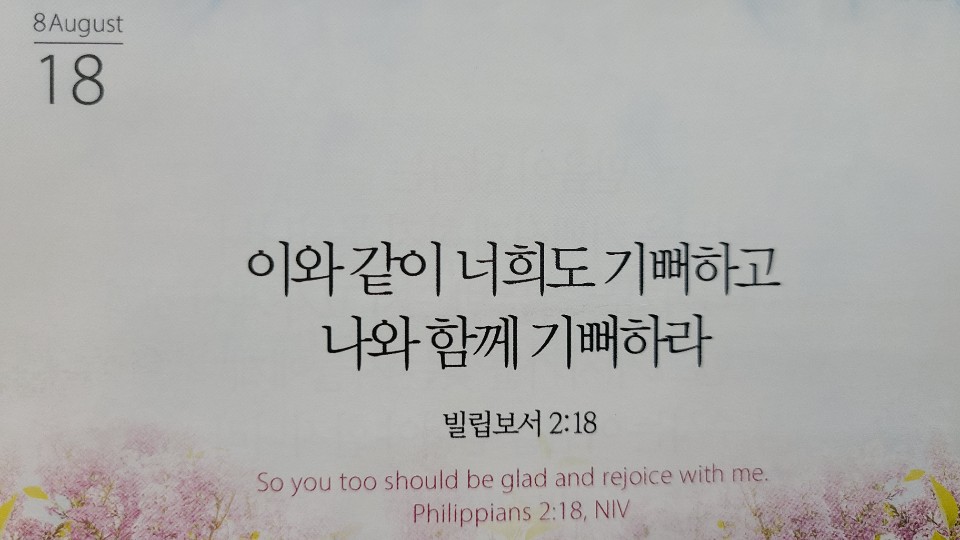 8 August
18
이와 같이 너희도 기뻐하고
나와 함께 기뻐하라
빌립보서 2:18
So you too should be glad and rejoice with me.
Philippians 2:18, NIV